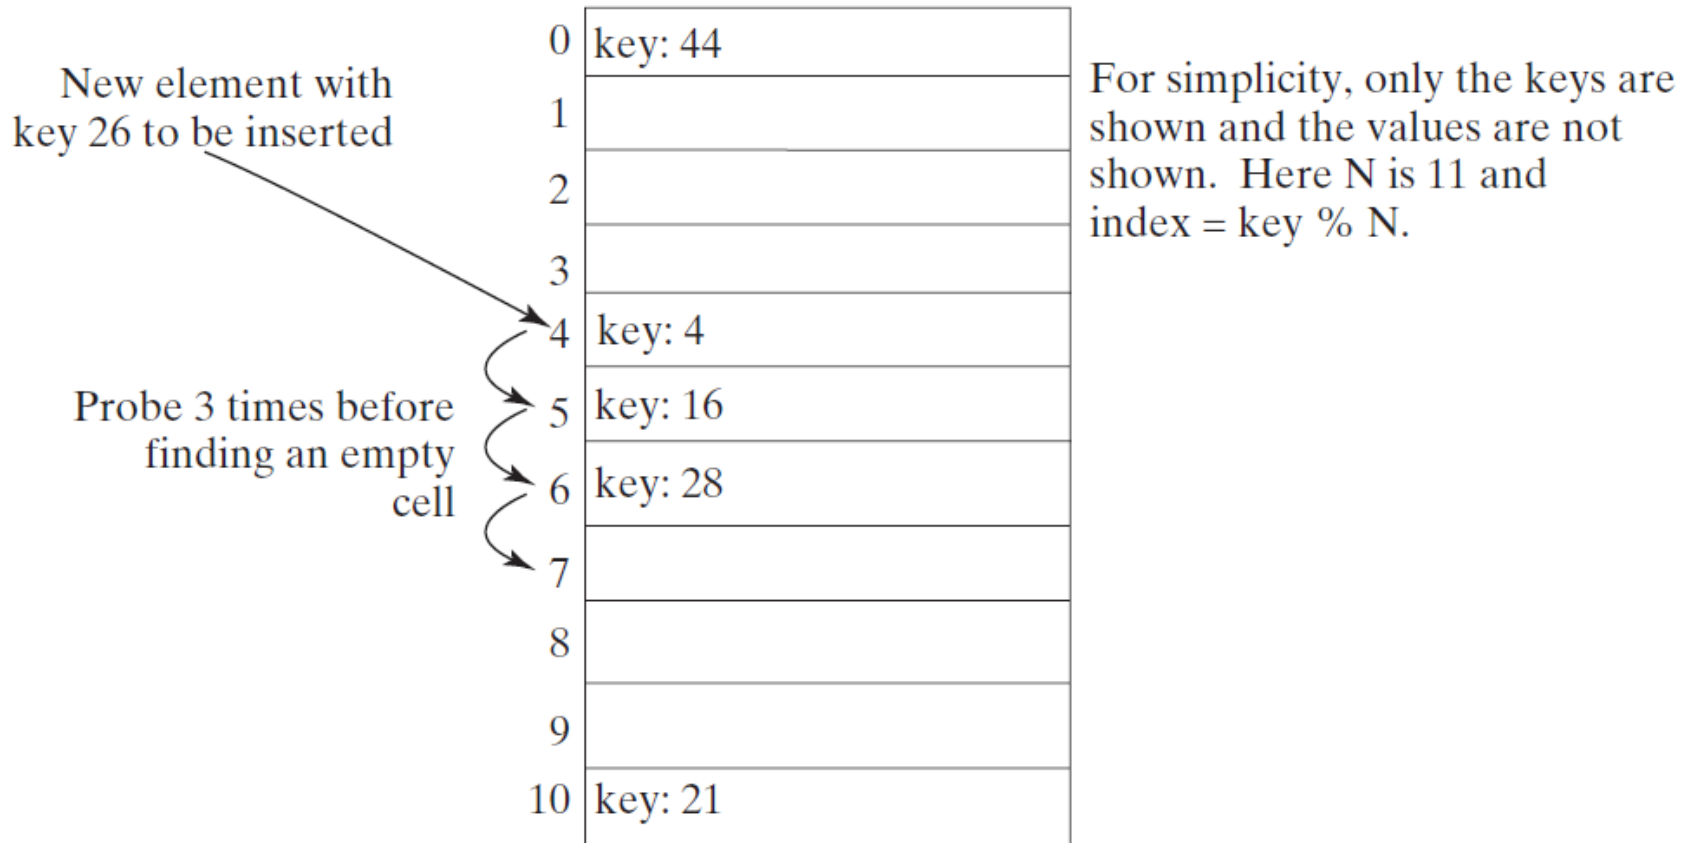 New element with
key 26 to be inserted
Probe 3 times before
finding an empty
cell
0 key: 44
1
2
3
4 key: 4
5 key: 16
6 key: 28
7
8
9
10 key: 21
For simplicity, only the keys are
shown and the values are not
shown. Here N is 11 and
index = key % N.